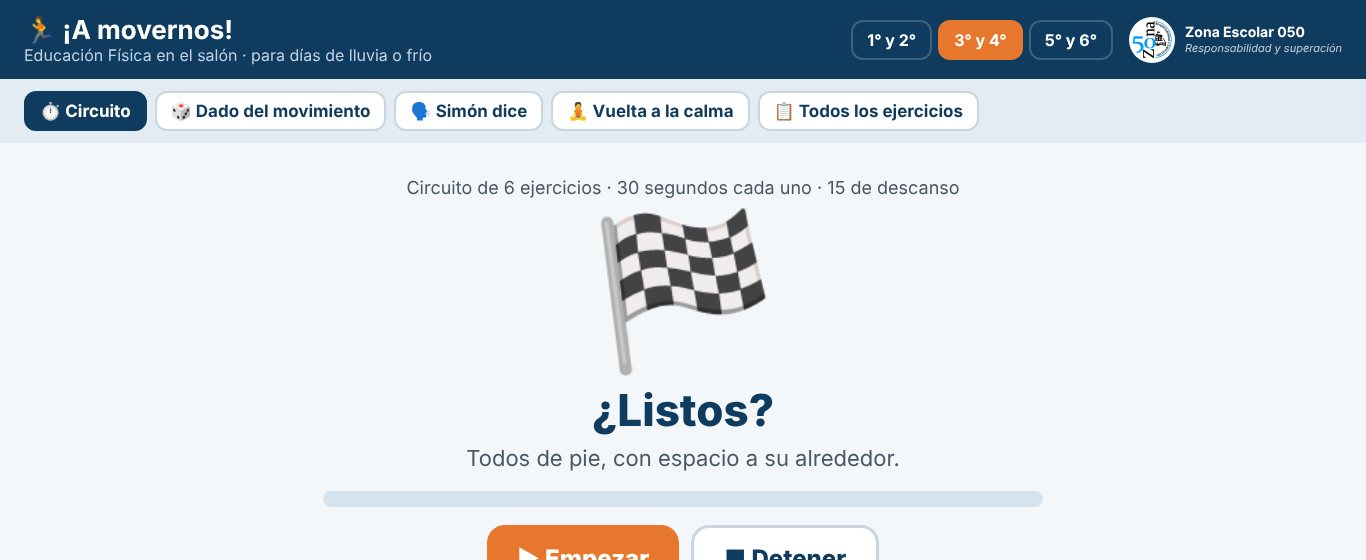 ¡A movernos!
Educación Física en el salón · para días de lluvia o frío
1° y 2°
3° y 4°
5° y 6°
Zona 50
Zona Escolar 050
Responsabilidad y superación
Circuito
Dado del movimiento
Simón dice
Vuelta a la calma
Todos los ejercicios
Circuito de 6 ejercicios · 30 segundos cada uno · 15 de descanso
¿Listos?
Todos de pie, con espacio a su alrededor.
Empezar
Detener